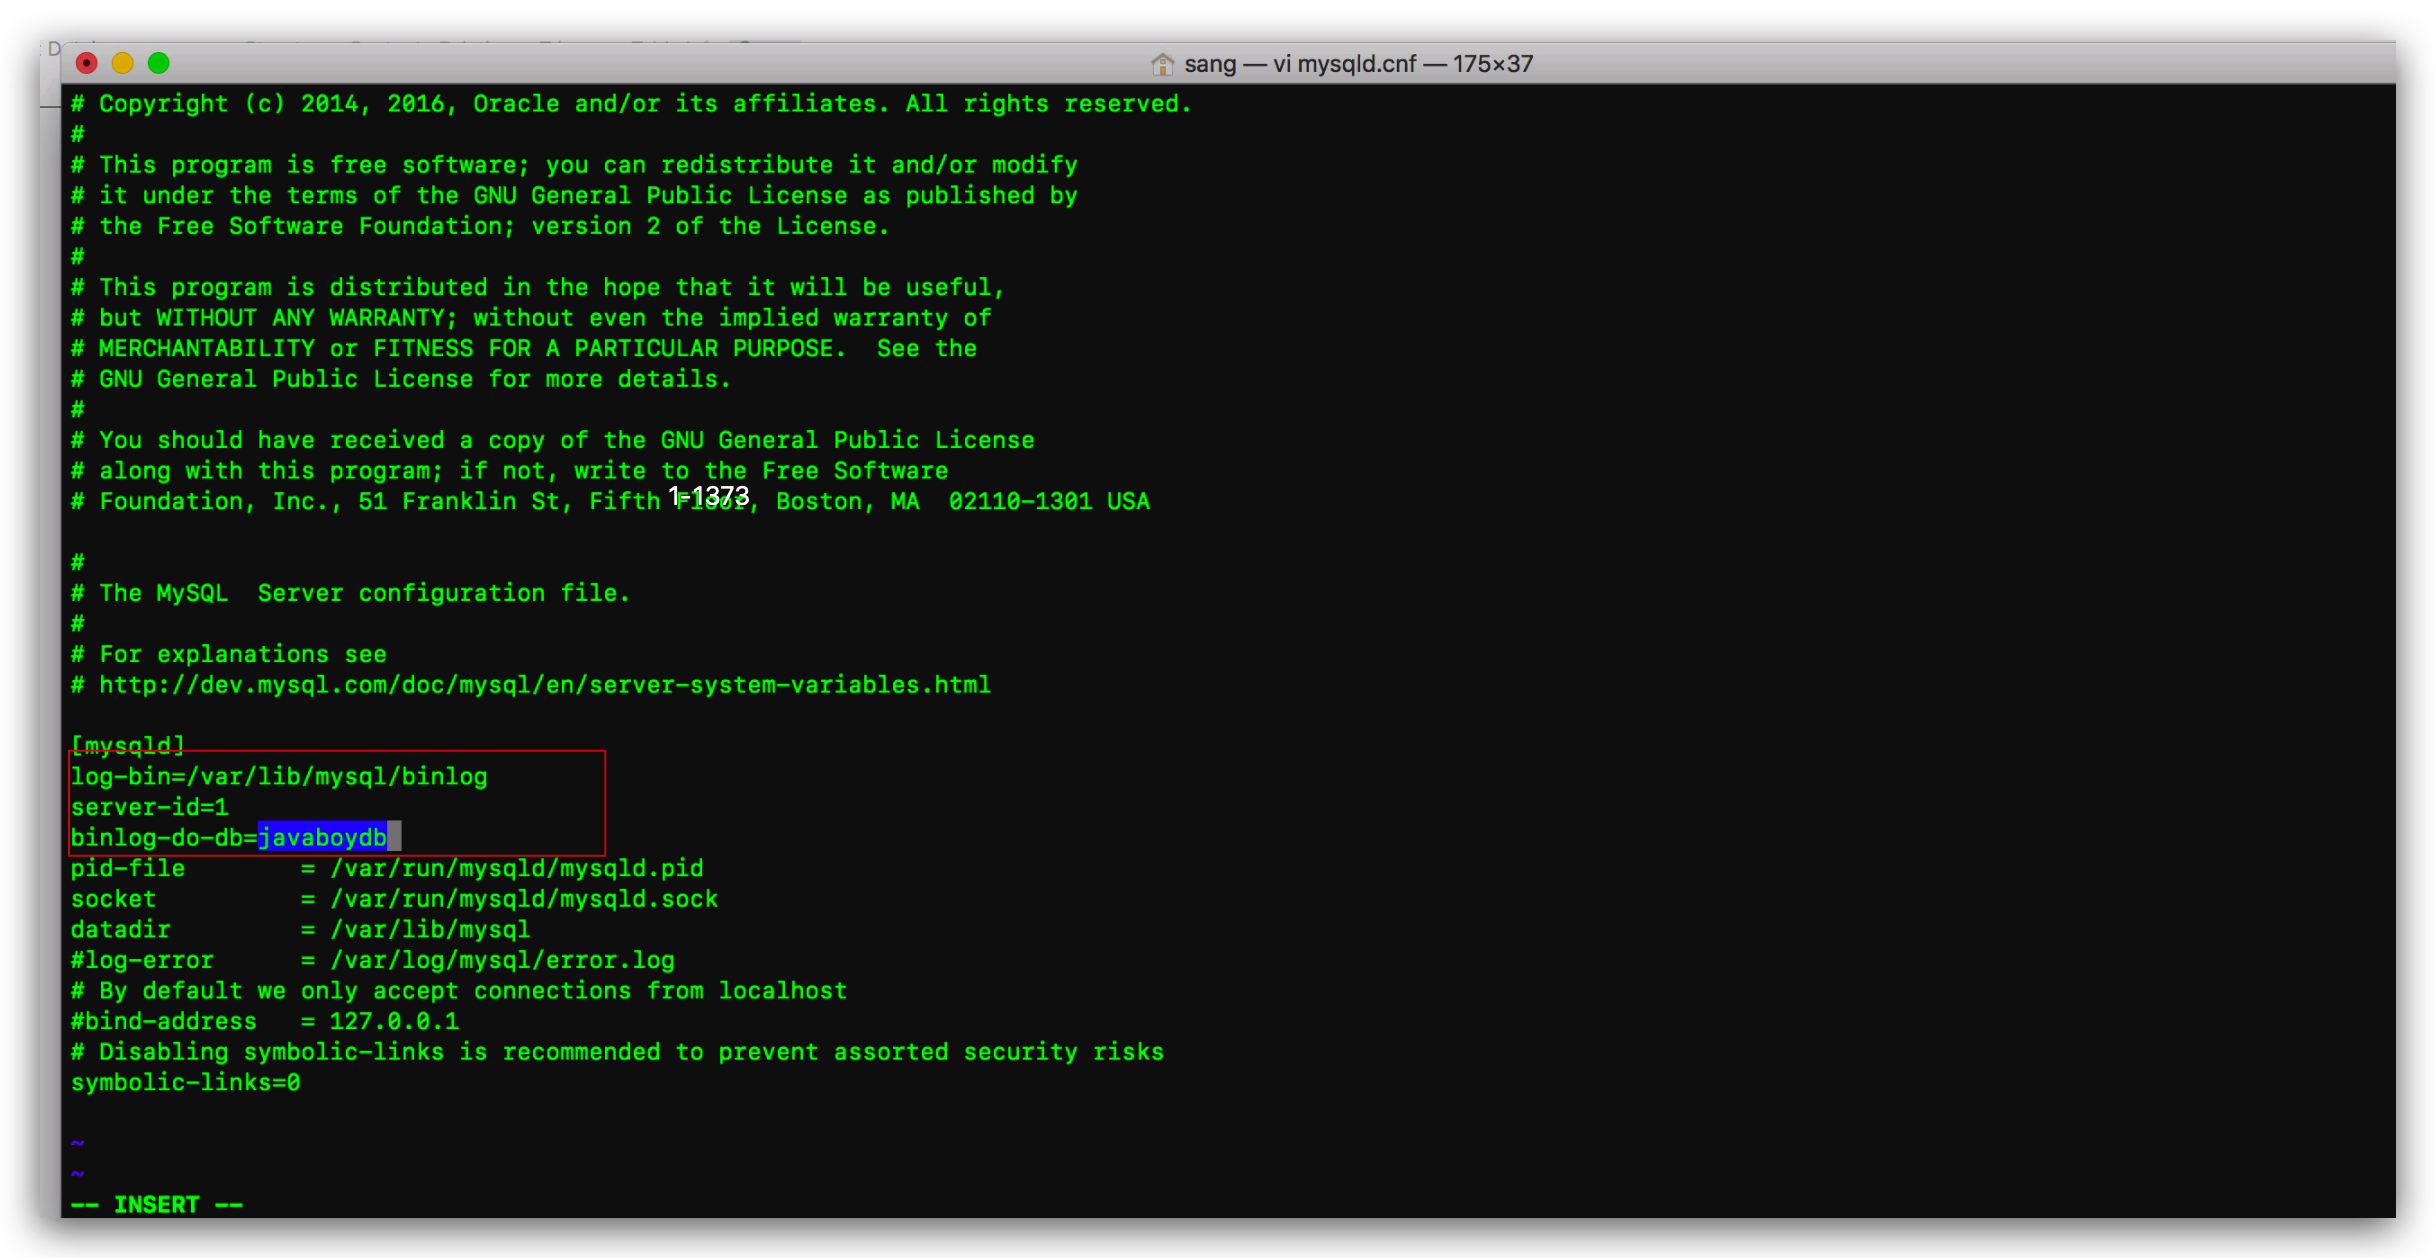 sang — vi mysqld.cnf — 175×37
# Copyright (c) 2014, 2016, Oracle and/or its affiliates. All rights reserved.
#
# This program is free software; you can redistribute it and/or modify
# it under the terms of the GNU General Public License as published by
# the Free Software Foundation; version 2 of the License.
#
# This program is distributed in the hope that it will be useful,
# but WITHOUT ANY WARRANTY; without even the implied warranty of
# MERCHANTABILITY or FITNESS FOR A PARTICULAR PURPOSE.  See the
# GNU General Public License for more details.
#
# You should have received a copy of the GNU General Public License
# along with this program; if not, write to the Free Software
# Foundation, Inc., 51 Franklin St, Fifth Floor, Boston, MA  02110-1301 USA
1-1373
#
# The MySQL  Server configuration file.
#
# For explanations see
# http://dev.mysql.com/doc/mysql/en/server-system-variables.html
[mysqld]
log-bin=/var/lib/mysql/binlog
server-id=1
binlog-do-db=javaboydb
pid-file        = /var/run/mysqld/mysqld.pid
socket          = /var/run/mysqld/mysqld.sock
datadir         = /var/lib/mysql
#log-error      = /var/log/mysql/error.log
# By default we only accept connections from localhost
#bind-address   = 127.0.0.1
# Disabling symbolic-links is recommended to prevent assorted security risks
symbolic-links=0
~
~
-- INSERT --